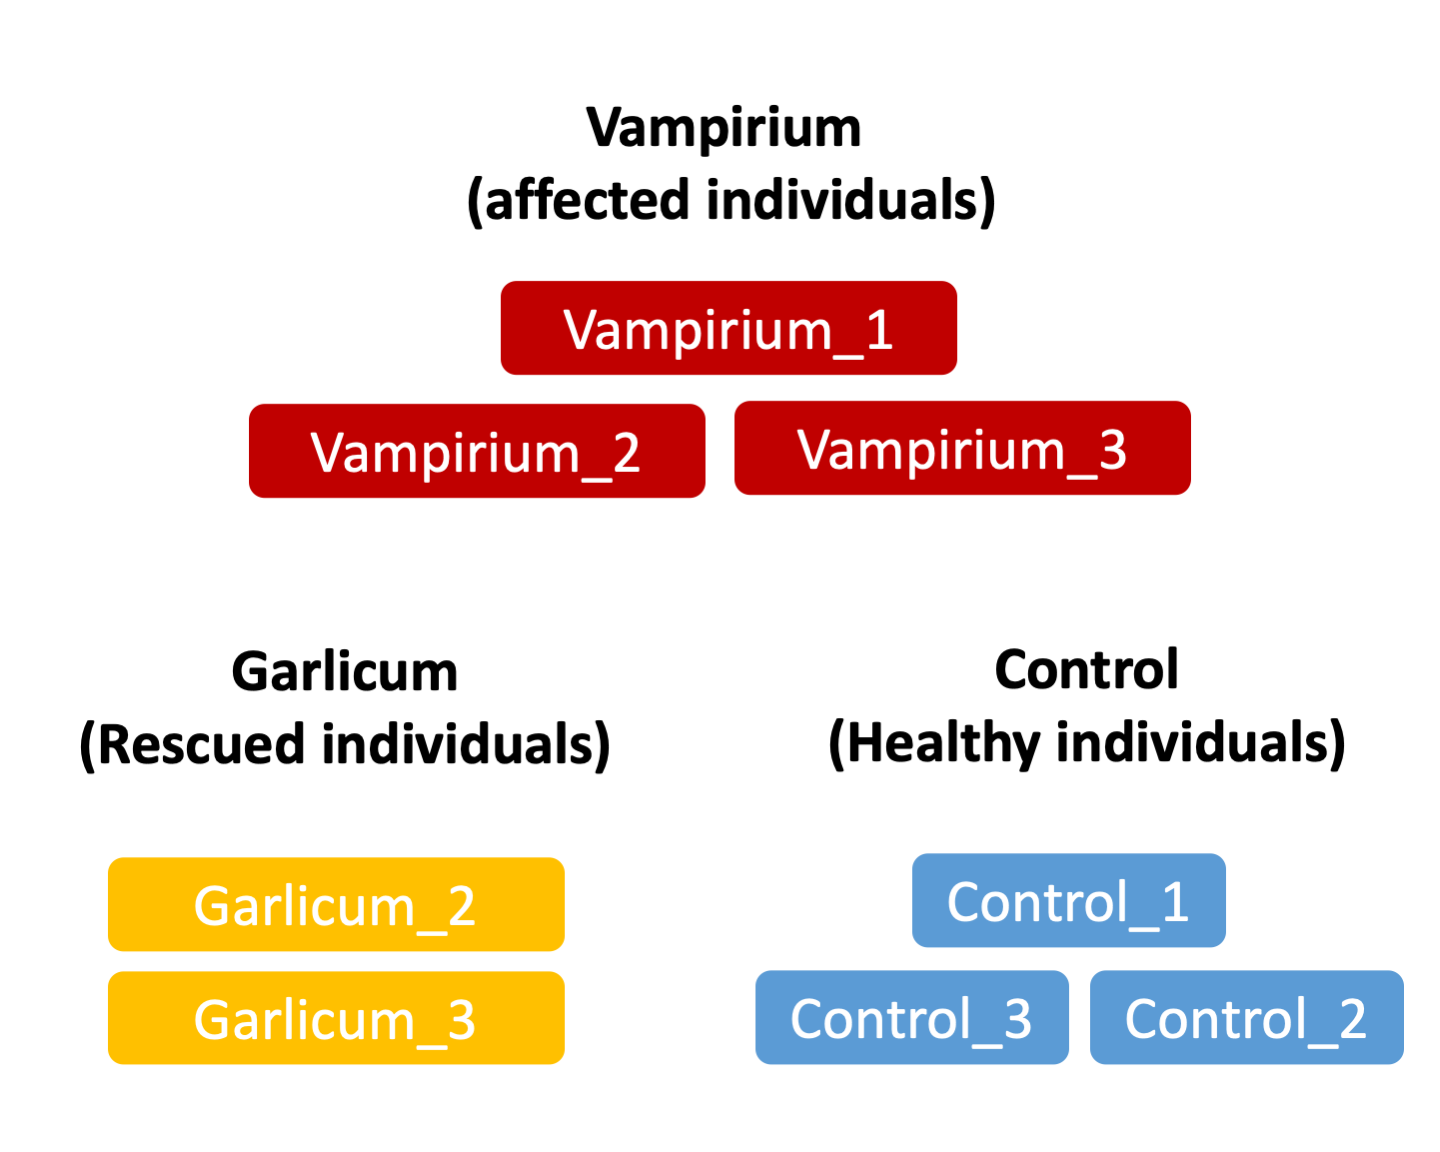 Vampirium
(affected individuals)
Vampirium_1
Vampirium_2
Vampirium_3
Garlicum
(Rescued individuals)
Garlicum_2
Garlicum_3
Control
(Healthy individuals)
Control_1
Control_3
Control_2